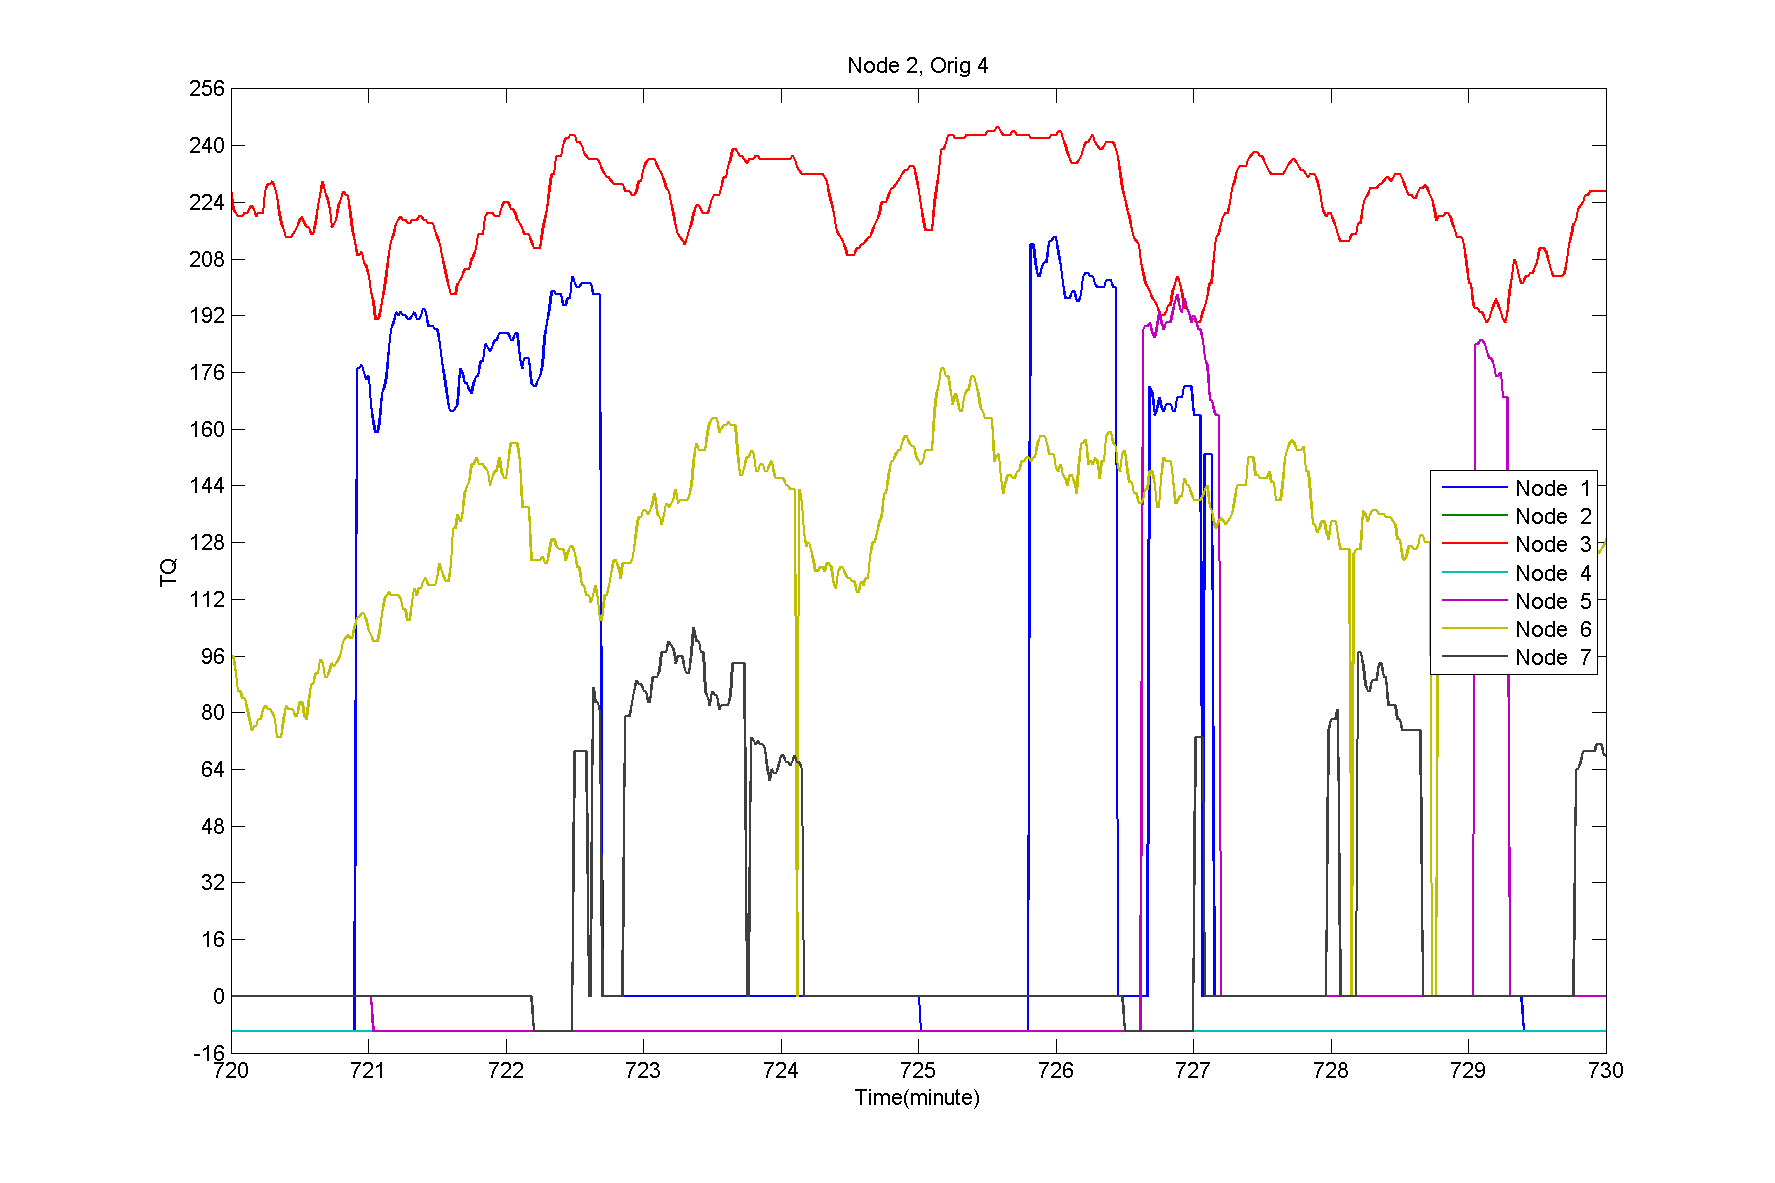 Node 2, Orig 4
256
240
224
208
192
176
160
144
128
112
96
80
64
48
32
16
0
-16
TQ
Node 1
Node 2
Node 3
Node 4
Node 5
Node 6
Node 7
720 721 722 723 724 725 726 727 728 729 730
Time(minute)